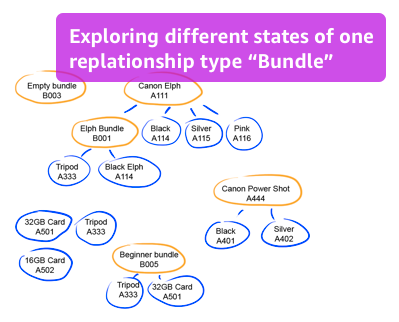 Exploring different states of one
replationship type “Bundle”
Empty bundle
B003
Canon Elph
A111
Elph Bundle
B001
Black
A114
Silver
A115
Pink
A116
Tripod
A333
Black Elph
A114
Canon Power Shot
A444
Black
A401
Silver
A402
32GB Card
A501
Tripod
A333
16GB Card
A502
Beginner bundle
B005
Tripod
A333
32GB Card
A501